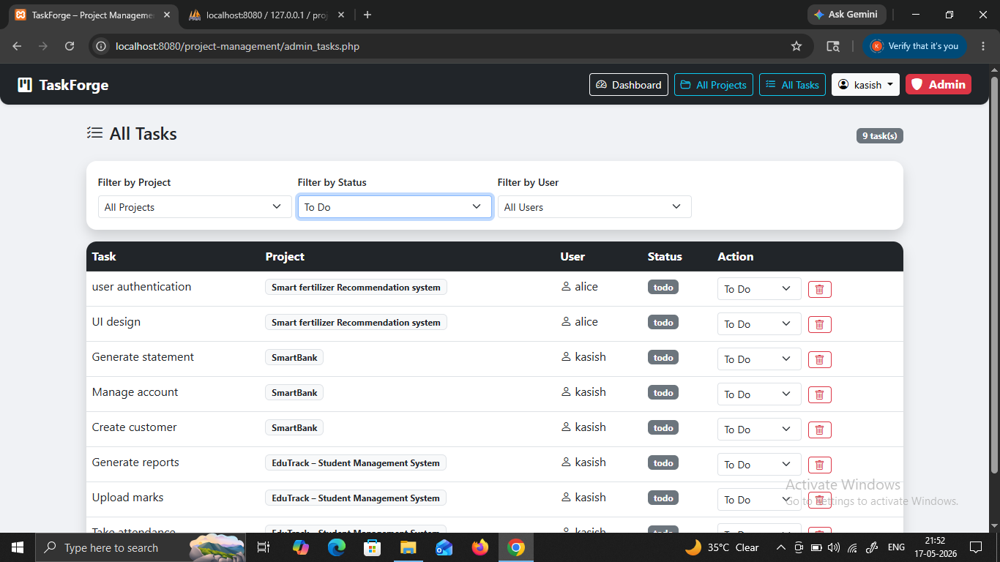 TaskForge – Project Manageme
localhost:8080 / 127.0.0.1 / proj
Ask Gemini
localhost:8080/project-management/admin_tasks.php
K
Verify that it's you
TaskForge
Dashboard
All Projects
All Tasks
kasish
Admin
All Tasks
9 task(s)
Filter by Project
Filter by Status
Filter by User
All Projects
To Do
All Users
Task Project User Status Action
user authentication Smart fertilizer Recommendation system alice todo To Do
UI design Smart fertilizer Recommendation system alice todo To Do
Generate statement SmartBank kasish todo To Do
Manage account SmartBank kasish todo To Do
Create customer SmartBank kasish todo To Do
Generate reports EduTrack – Student Management System kasish todo To Do
Upload marks EduTrack – Student Management System kasish todo To Do
Take attendance EduTrack – Student Management System kasish todo To Do
Activate Windows
Go to Settings to activate Windows.
Type here to search
35°C Clear
ENG
21:52
17-05-2026